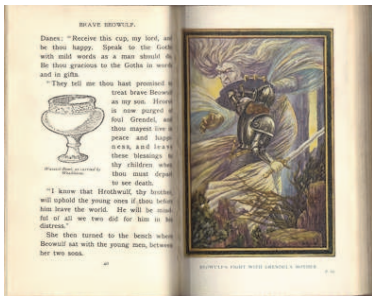 BRAVE BEOWULF.
Danes: "Receive this cup, my lord, and
be thou happy. Speak to the Goths
with mild words as a man should do.
Be thou gracious to the Goths in words
and in gifts.
"They tell me thou hast promised to
treat brave Beowulf
as my son. Heorot
is now purged of
foul Grendel, and
thou mayest live in
peace and happi-
ness, and leave
these blessings to
thy children when
thou must depart
to see death.
"I know that Hrothwulf, thy brother,
will uphold the young ones if thou before
him leave the world. He will be mind-
ful of all we two did for him in his
distress."
She then turned to the bench where
Beowulf sat with the young men, between
her two sons.
BEOWULF'S FIGHT WITH GRENDEL'S MOTHER.